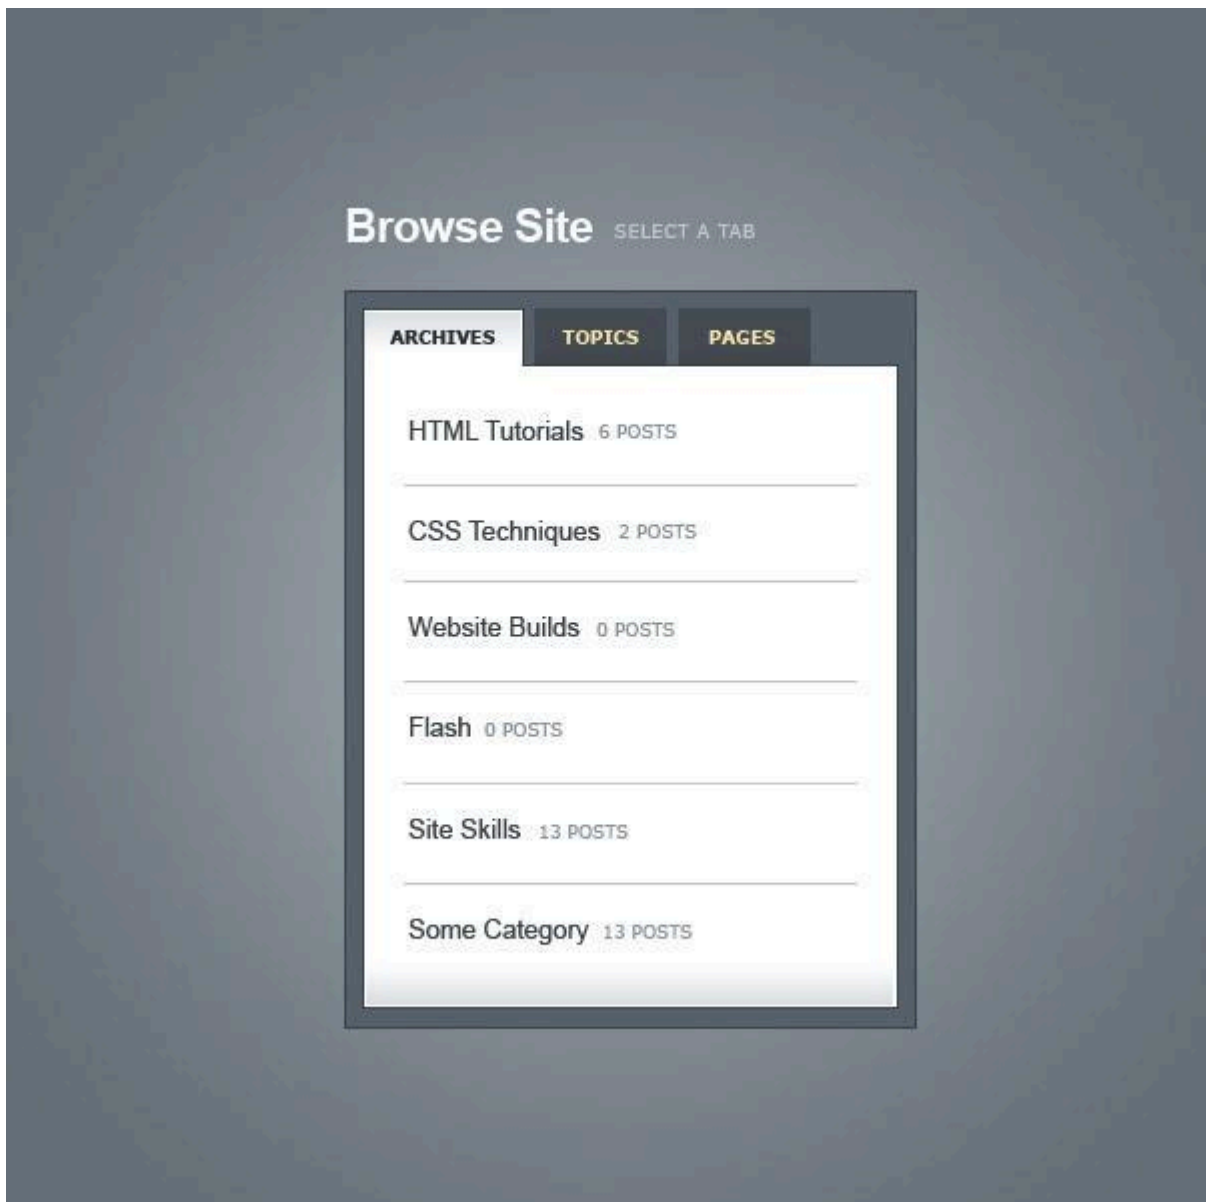 Browse Site SELECT A TAB
ARCHIVES TOPICS PAGES
HTML Tutorials 6 POSTS
CSS Techniques 2 POSTS
Website Builds 0 POSTS
Flash 0 POSTS
Site Skills 13 POSTS
Some Category 13 POSTS